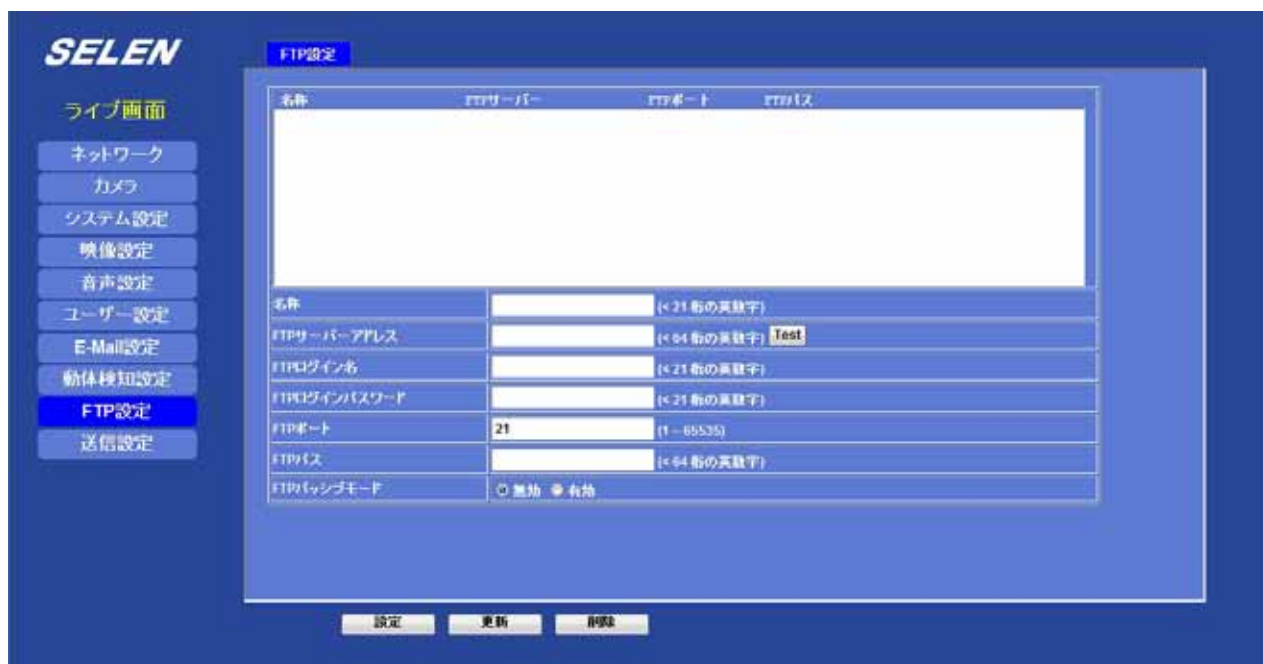 SELEN
ライブ画面
ネットワーク
カメラ
システム設定
映像設定
音声設定
ユーザー設定
E-Mail設定
動体検知設定
FTP設定
送信設定
FTP設定
名称 FTPサーバー FTPポート FTPパス
名称 (< 21 桁の英数字)
FTPサーバーアドレス (< 64 桁の英数字) Test
FTPログイン名 (< 21 桁の英数字)
FTPログインパスワード (< 21 桁の英数字)
FTPポート 21 (1 ~ 65535)
FTPパス (< 64 桁の英数字)
FTPパッシブモード 無効 有効
設定 更新 削除